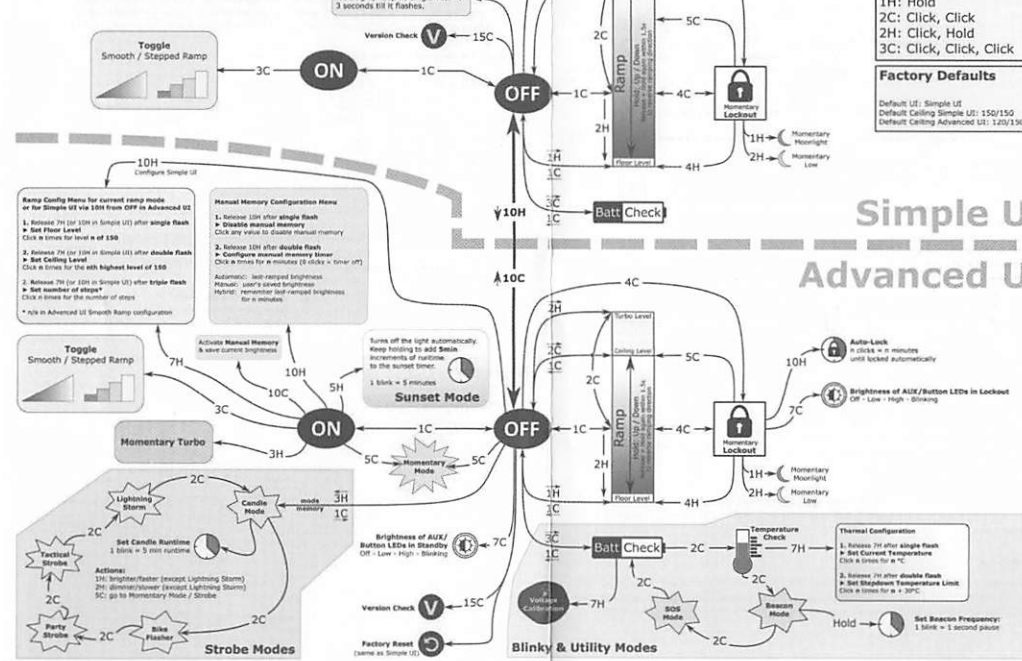 3 seconds till it flashes.
Version Check
V
15C
Toggle
Smooth / Stepped Ramp
3C
ON
1C
OFF
1C
2C
2H
Ramp
Hold: Up / Down
Floor Level
5C
4C
4H
Momentary
Lockout
1H
Momentary
Moonlight
2H
Momentary
Low
1H
1C
3C
1C
Batt Check
1H: Hold
2C: Click, Click
2H: Click, Hold
3C: Click, Click, Click
Factory Defaults
Default UI: Simple UI
Default Ceiling Simple UI: 150/150
Default Ceiling Advanced UI: 120/150
10H
Simple U
10C
Advanced U
10H
Configure Simple UI
Ramp Config Menu for current ramp mode
or for Simple UI via 10H from OFF in Advanced UI
1. Release 7H (or 10H in Simple UI) after single flash
► Set Floor Level
Click n times for level n of 150
2. Release 7H (or 10H in Simple UI) after double flash
► Set Ceiling Level
Click n times for the nth highest level of 150
2. Release 7H (or 10H in Simple UI) after triple flash
► Set number of steps*
Click n times for the number of steps
* n/a in Advanced UI Smooth Ramp configuration
Manual Memory Configuration Menu
1. Release 10H after single flash
► Disable manual memory
Click any value to disable manual memory
2. Release 10H after double flash
► Configure manual memory timer
Click n times for n minutes (0 clicks = timer off)
Automatic: last-ramped brightness
Manual: user's saved brightness
Hybrid: remember last-ramped brightness
for n minutes
Toggle
Smooth / Stepped Ramp
7H
Activate Manual Memory
& save current brightness
10C
10H
5H
Turns off the light automatically.
Keep holding to add 5min
increments of runtime
to the sunset timer.
1 blink = 5 minutes
Sunset Mode
3C
Momentary Turbo
3H
ON
1C
OFF
5C
Momentary
Mode
5C
4C
2H
Turbo Level
2C
1C
Ceiling Level
2C
Ramp
Hold: Up / Down
1C
2H
Floor Level
1H
1C
5C
4C
4H
Momentary
Lockout
10H
Auto-Lock
n clicks = n minutes
until locked automatically
7C
Brightness of AUX/Button LEDs in Lockout
Off - Low - High - Blinking
1H
Momentary
Moonlight
2H
Momentary
Low
2C
Lightning
Storm
Candle
Mode
mode
memory
3H
1C
2C
Tactical
Strobe
Set Candle Runtime
1 blink = 5 min runtime
Actions:
1H: brighter/faster (except Lightning Storm)
2H: dimmer/slower (except Lightning Storm)
5C: go to Momentary Mode / Strobe
2C
Party
Strobe
2C
Bike
Flasher
2C
Strobe Modes
Brightness of AUX/
Button LEDs in Standby
Off - Low - High - Blinking
7C
Version Check
V
15C
Factory Reset
(same as Simple UI)
3C
1C
Batt Check
2C
Temperature
Check
7H
Thermal Configuration
1. Release 7H after single flash
► Set Current Temperature
Click n times for n °C
2. Release 7H after double flash
► Set Stepdown Temperature Limit
Click n times for n + 30°C
Voltage
Calibration
7H
2C
SOS
Mode
2C
Beacon
Mode
2C
Hold
Set Beacon Frequency:
1 blink = 1 second pause
Blinky & Utility Modes